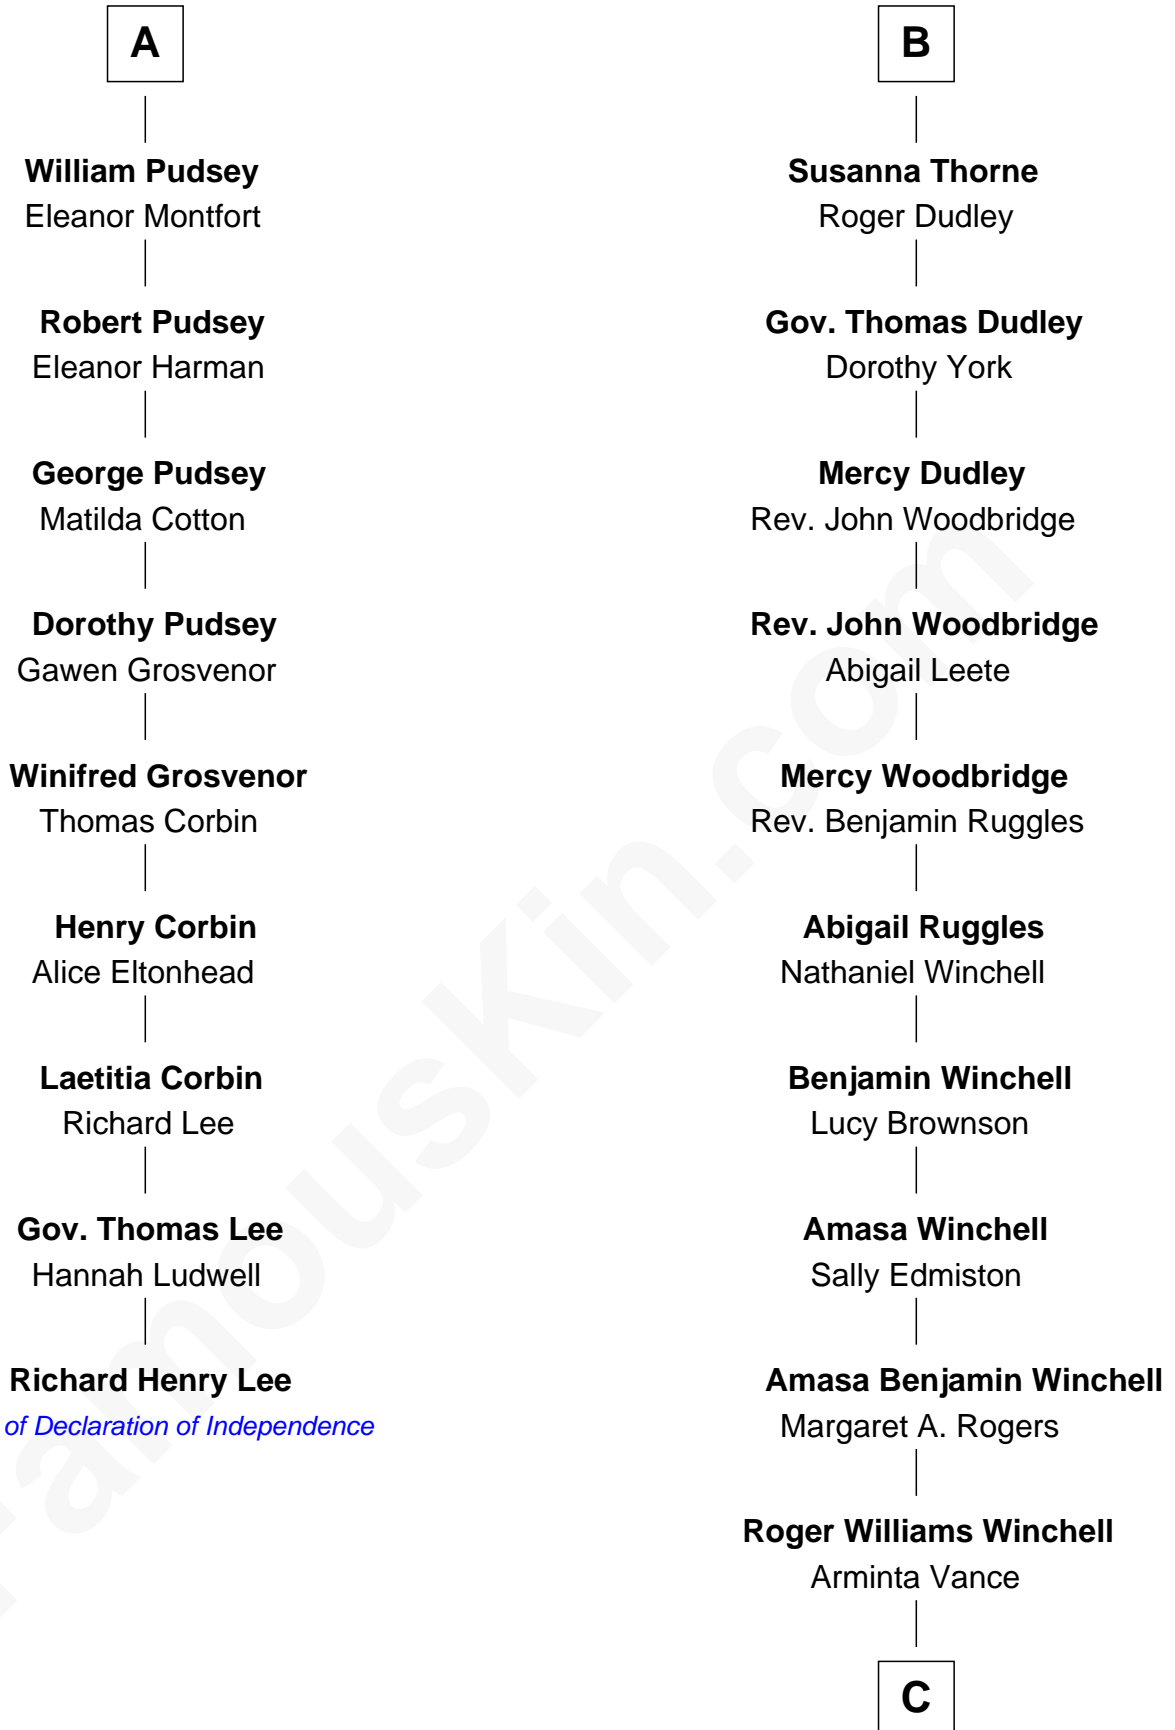 A
William Pudsey
Eleanor Montfort
Robert Pudsey
Eleanor Harman
George Pudsey
Matilda Cotton
Dorothy Pudsey
Gawen Grosvenor
Winifred Grosvenor
Thomas Corbin
Henry Corbin
Alice Eltonhead
Laetitia Corbin
Richard Lee
Gov. Thomas Lee
Hannah Ludwell
Richard Henry Lee
of Declaration of Independence
B
Susanna Thorne
Roger Dudley
Gov. Thomas Dudley
Dorothy York
Mercy Dudley
Rev. John Woodbridge
Rev. John Woodbridge
Abigail Leete
Mercy Woodbridge
Rev. Benjamin Ruggles
Abigail Ruggles
Nathaniel Winchell
Benjamin Winchell
Lucy Brownson
Amasa Winchell
Sally Edmiston
Amasa Benjamin Winchell
Margaret A. Rogers
Roger Williams Winchell
Arminta Vance
C
FamousKin.com